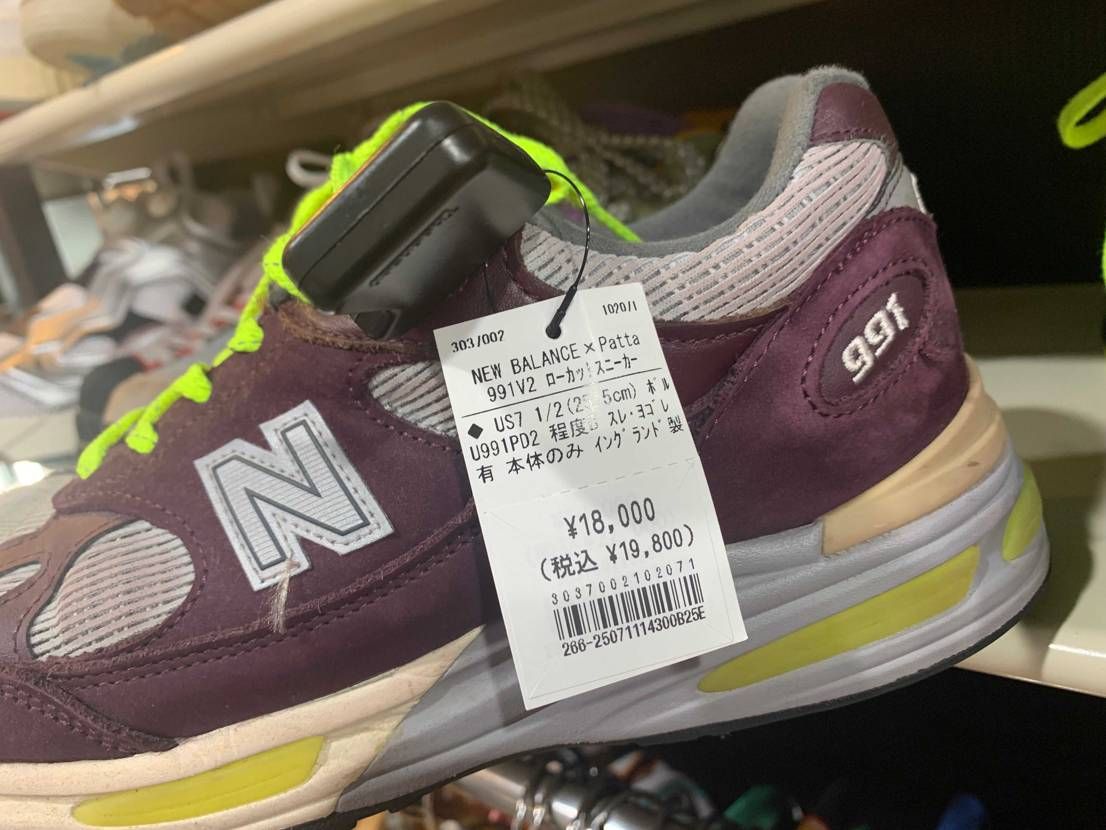 303/002
1020/1
NEW BALANCE×Patta
991V2 ローカットスニーカー
◆ US7 1/2(25.5cm) ﾎﾞﾙ
U991PD2 程度B ｽﾚ･ﾖｺﾞﾚ
有 本体のみ ｲﾝｸﾞﾗﾝﾄﾞ製
¥18,000
(税込 ¥19,800)
3037002102071
266-25071114300B25E
N
991